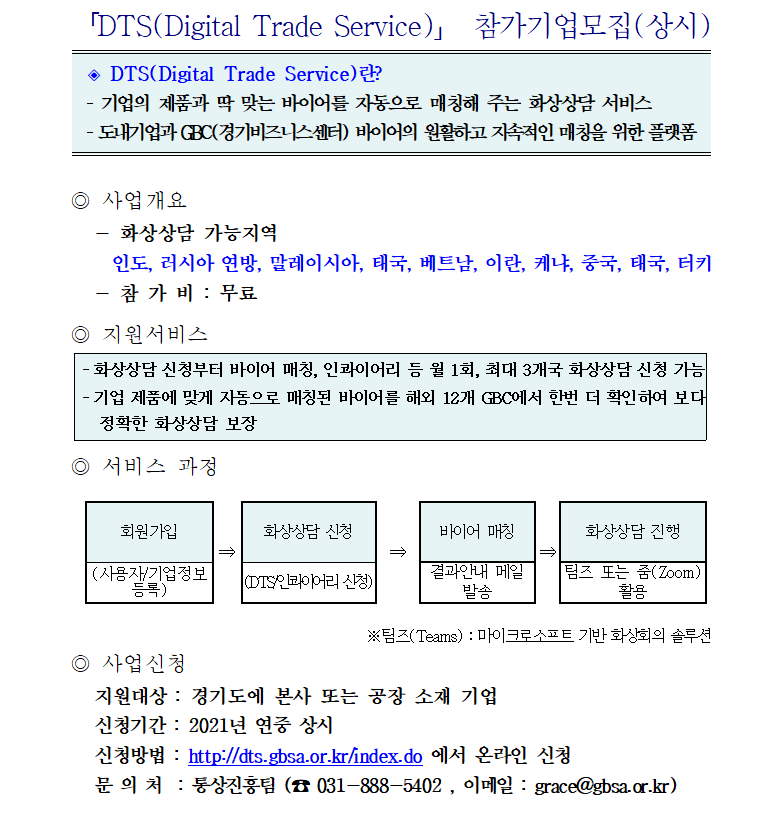 「DTS(Digital Trade Service)」 참가기업모집(상시)
◈ DTS(Digital Trade Service)란?
- 기업의 제품과 딱 맞는 바이어를 자동으로 매칭해 주는 화상상담 서비스
- 도내기업과 GBC(경기비즈니스센터) 바이어의 원활하고 지속적인 매칭을 위한 플랫폼
◎ 사업개요
- 화상상담 가능지역
인도, 러시아 연방, 말레이시아, 태국, 베트남, 이란, 케냐, 중국, 태국, 터키
- 참 가 비 : 무료
◎ 지원서비스
- 화상상담 신청부터 바이어 매칭, 인콰이어리 등 월 1회, 최대 3개국 화상상담 신청 가능
- 기업 제품에 맞게 자동으로 매칭된 바이어를 해외 12개 GBC에서 한번 더 확인하여 보다
정확한 화상상담 보장
◎ 서비스 과정
회원가입 ⇒ 화상상담 신청 ⇒ 바이어 매칭 ⇒ 화상상담 진행
(사용자/기업정보 등록) (DTS/인콰이어리 신청) 결과안내 메일 발송 팀즈 또는 줌(Zoom) 활용
※팀즈(Teams) : 마이크로소프트 기반 화상회의 솔루션
◎ 사업신청
지원대상 : 경기도에 본사 또는 공장 소재 기업
신청기간 : 2021년 연중 상시
신청방법 : http://dts.gbsa.or.kr/index.do 에서 온라인 신청
문 의 처 : 통상진흥팀 (☎ 031-888-5402 , 이메일 : grace@gbsa.or.kr)